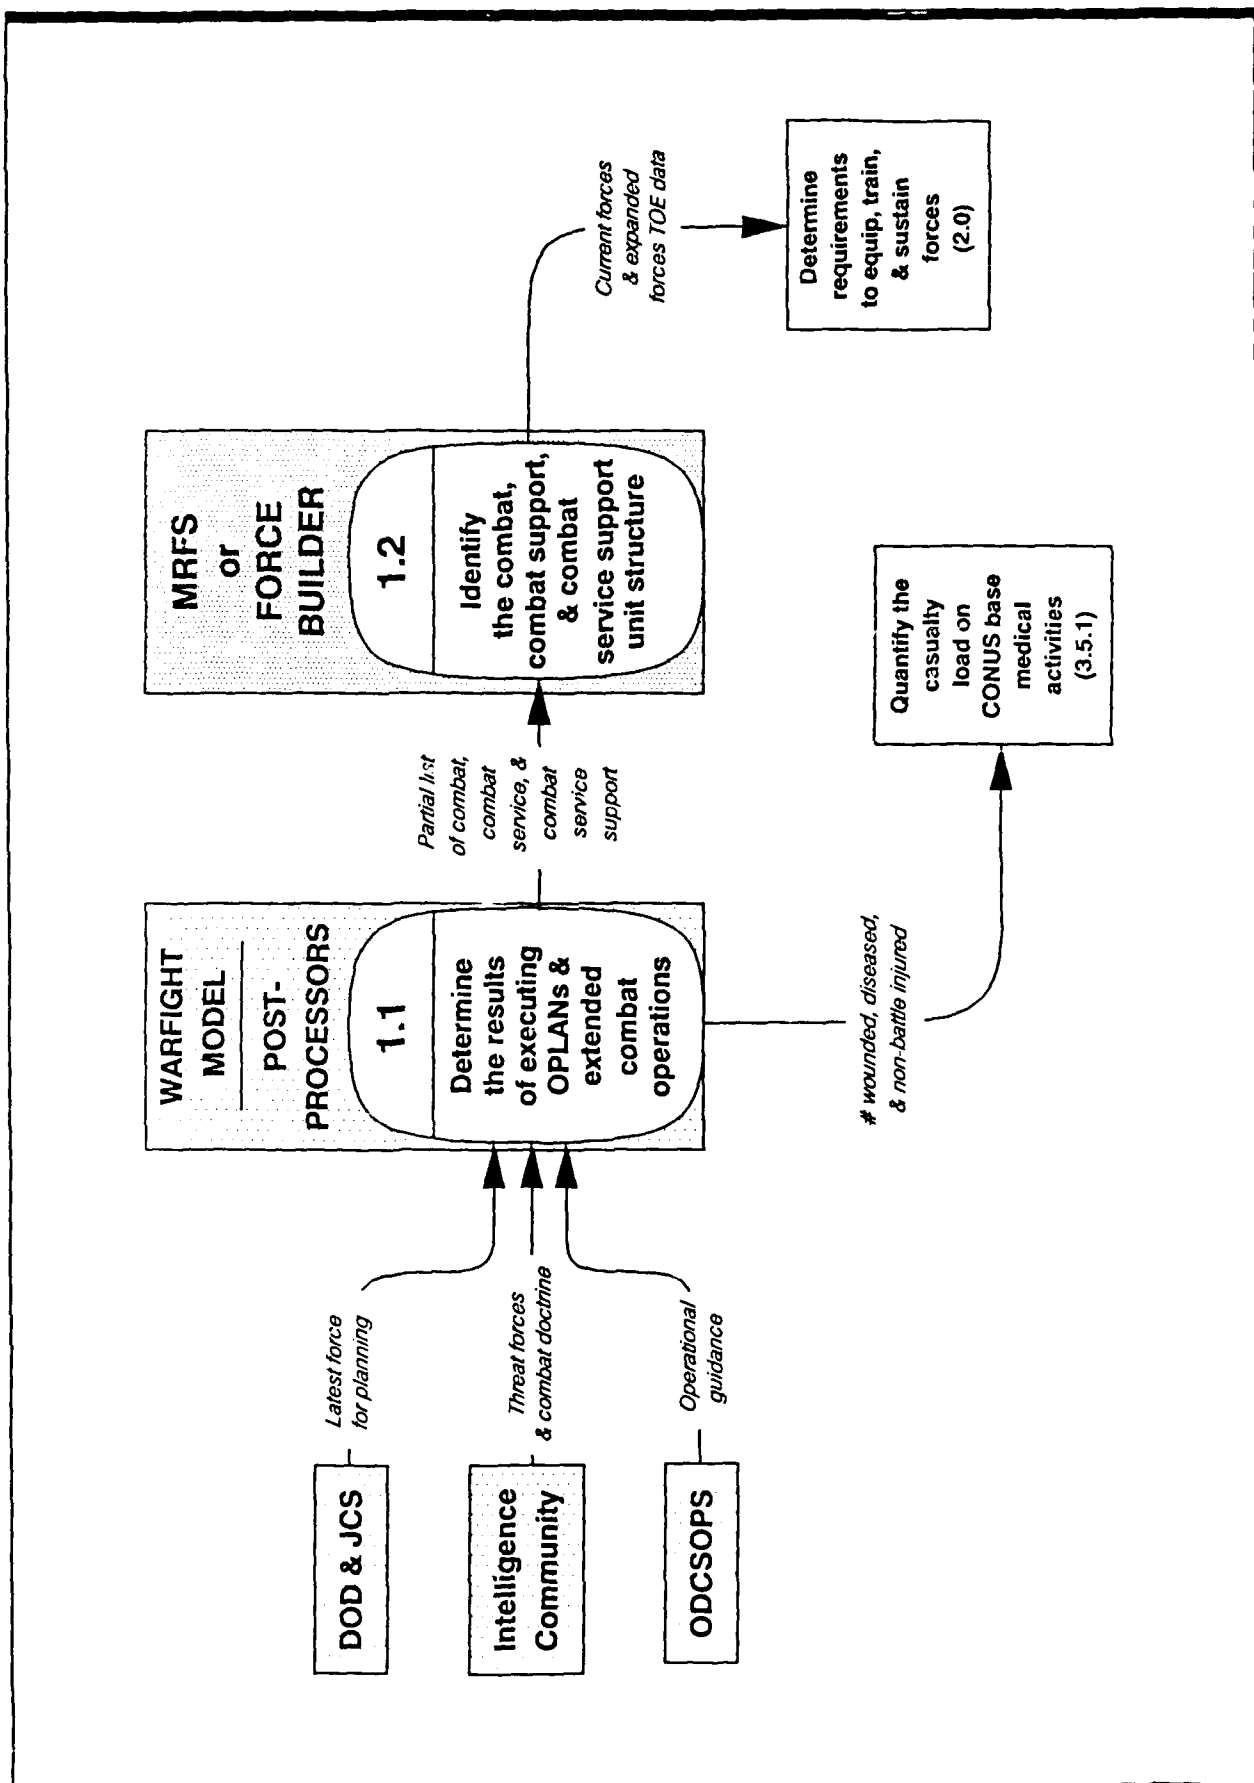 DOD & JCS
Latest force
for planning
Intelligence
Community
Threat forces
& combat doctrine
ODCSOPS
Operational
guidance
WARFIGHT
MODEL
POST-
PROCESSORS
1.1
Determine
the results
of executing
OPLANs &
extended
combat
operations
Partial list
of combat,
combat
service, &
combat
service
support
# wounded, diseased,
& non-battle injured
MRFS
or
FORCE
BUILDER
1.2
Identify
the combat,
combat support,
& combat
service support
unit structure
Quantify the
casualty
load on
CONUS base
medical
activities
(3.5.1)
Current forces
& expanded
forces TOE data
Determine
requirements
to equip, train,
& sustain
forces
(2.0)